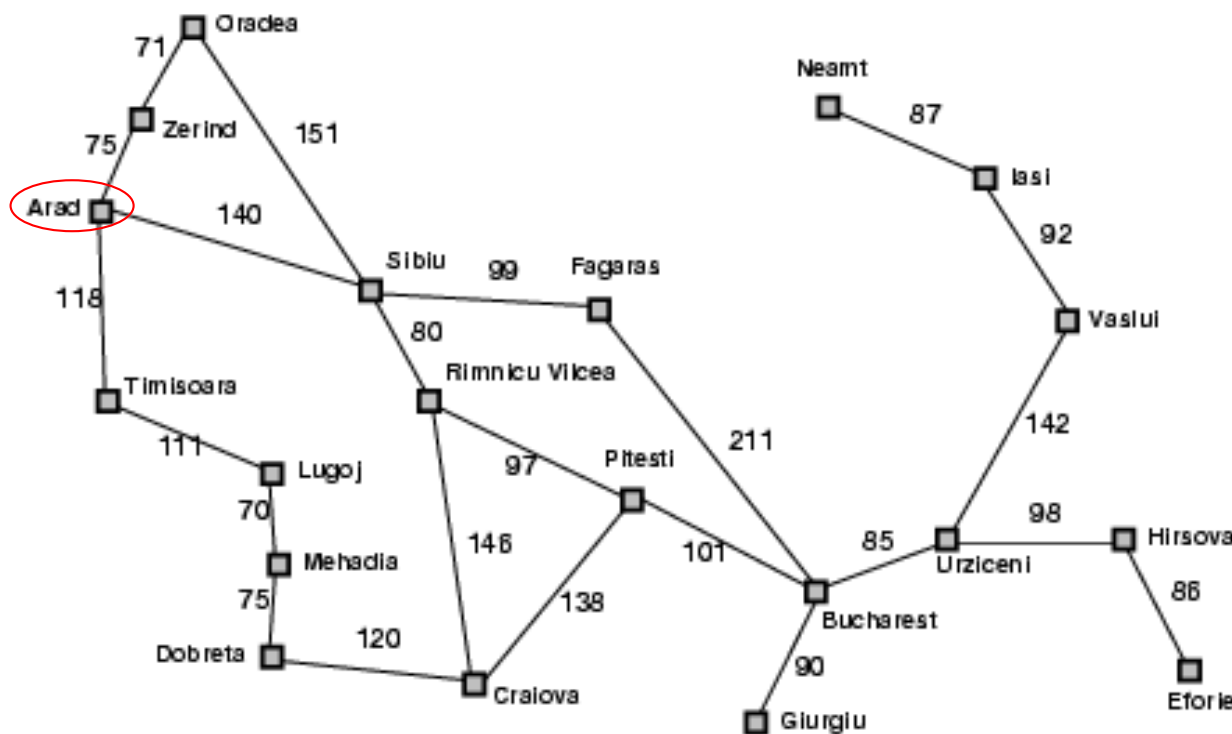 Oradea
71
Neamt
87
Zerind
151
75
Iasi
Arad
140
92
Sibiu
99
Fagaras
118
80
Vaslui
Timisoara
Rimnicu Vilcea
142
111
211
Lugoj
97
Pitesti
70
98
Hirsova
146
101
85
Urziceni
Mehadia
86
75
138
Bucharest
120
Dobreta
90
Craiova
Eforie
Giurgiu